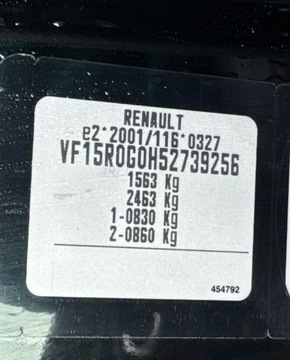 RENAULT
e2*2001/116*0327
VF15R0G0H52739256
1563 Kg
2463 Kg
1-0830 Kg
2-0860 Kg
454792